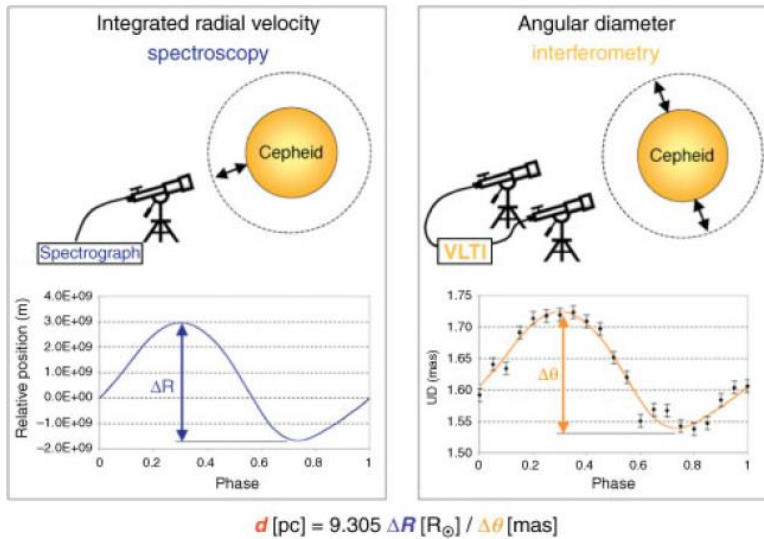 Integrated radial velocity
spectroscopy
Cepheid
Spectrograph
Relative position (m)
4.0E+09
3.0E+09
2.0E+09
1.0E+09
0.0E+00
-1.0E+09
-2.0E+09
ΔR
0 0.2 0.4 0.6 0.8 1
Phase
Angular diameter
interferometry
Cepheid
VLTI
UD (mas)
1.75
1.70
1.65
1.60
1.55
1.50
Δθ
0 0.2 0.4 0.6 0.8 1
Phase
d [pc] = 9.305 ΔR [R☉] / Δθ [mas]